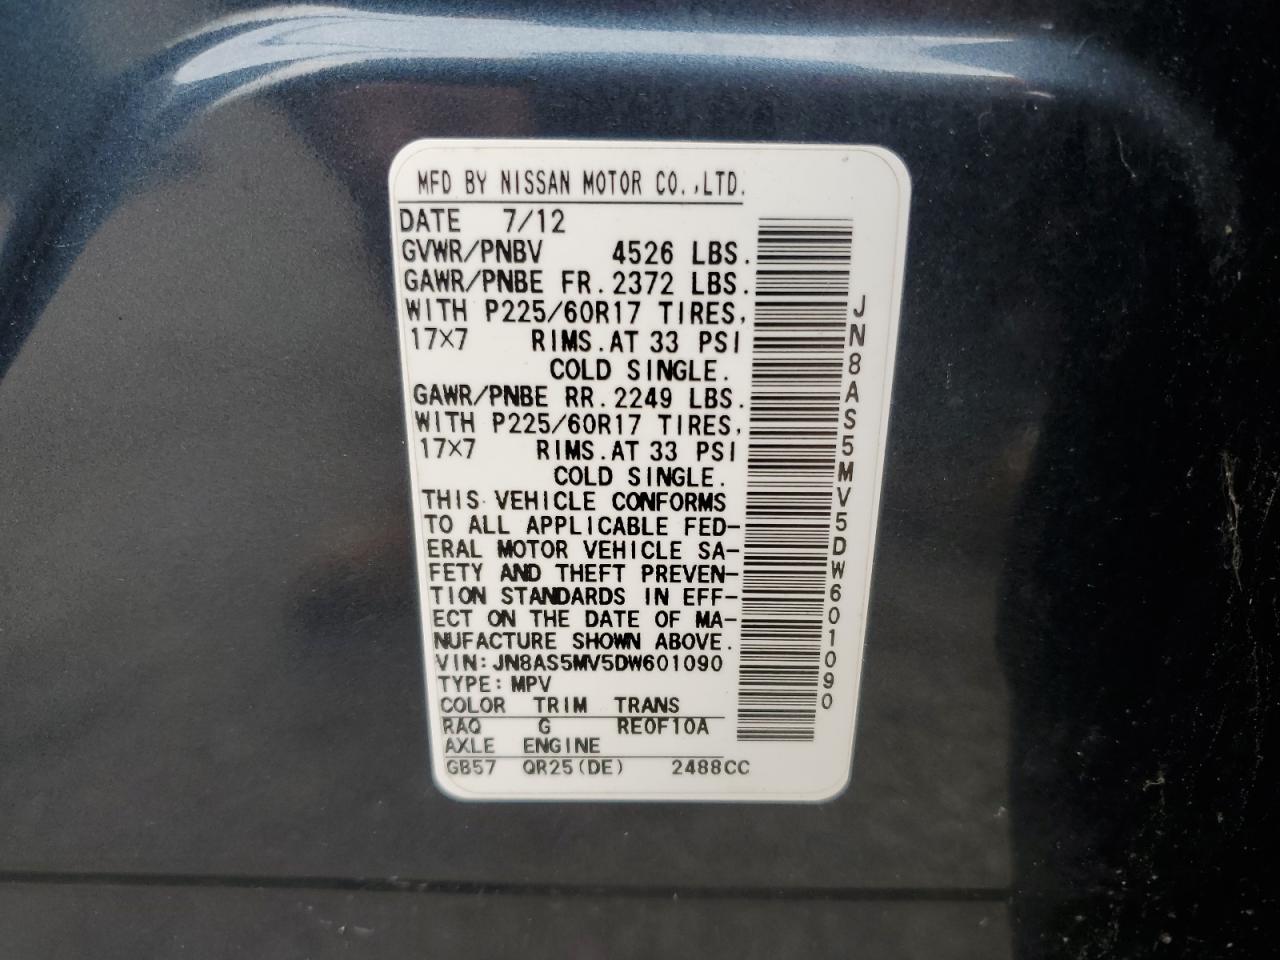 MFD BY NISSAN MOTOR CO.,LTD.
DATE 7/12
GVWR/PNBV 4526 LBS.
GAWR/PNBE FR. 2372 LBS.
WITH P225/60R17 TIRES,
17×7 RIMS. AT 33 PSI
COLD SINGLE.
GAWR/PNBE RR. 2249 LBS.
WITH P225/60R17 TIRES,
17×7 RIMS. AT 33 PSI
COLD SINGLE.
THIS VEHICLE CONFORMS
TO ALL APPLICABLE FED-
ERAL MOTOR VEHICLE SA-
FETY AND THEFT PREVEN-
TION STANDARDS IN EFF-
ECT ON THE DATE OF MA-
NUFACTURE SHOWN ABOVE.
VIN: JN8AS5MV5DW601090
TYPE: MPV
COLOR TRIM TRANS
RAQ G RE0F10A
AXLE ENGINE
GB57 QR25(DE) 2488CC
JN8AS5MV5DW601090